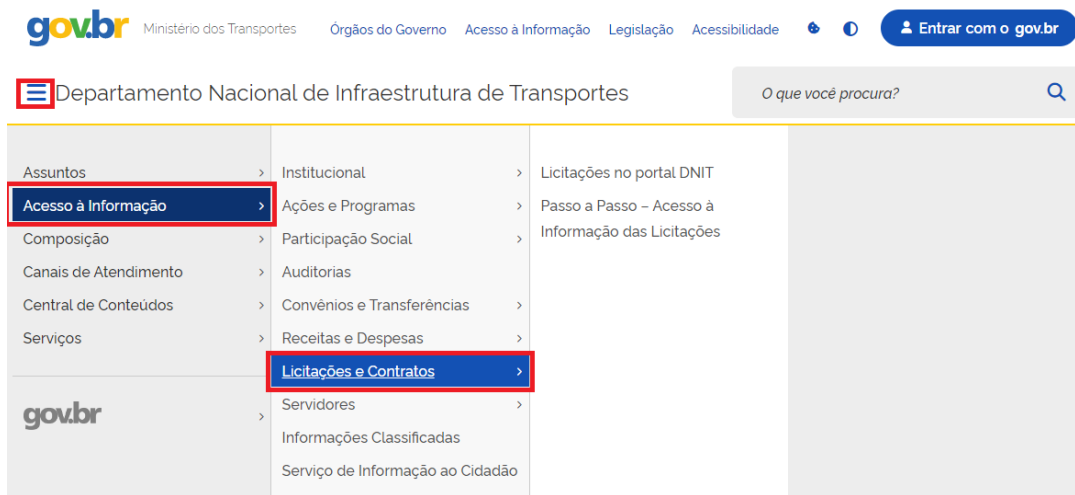 gov.br Ministério dos Transportes Órgãos do Governo Acesso à Informação Legislação Acessibilidade Entrar com o gov.br
Departamento Nacional de Infraestrutura de Transportes O que você procura?
Assuntos
Acesso à Informação
Composição
Canais de Atendimento
Central de Conteúdos
Serviços
gov.br
Institucional
Ações e Programas
Participação Social
Auditorias
Convênios e Transferências
Receitas e Despesas
Licitações e Contratos
Servidores
Informações Classificadas
Serviço de Informação ao Cidadão
Licitações no portal DNIT
Passo a Passo – Acesso à
Informação das Licitações